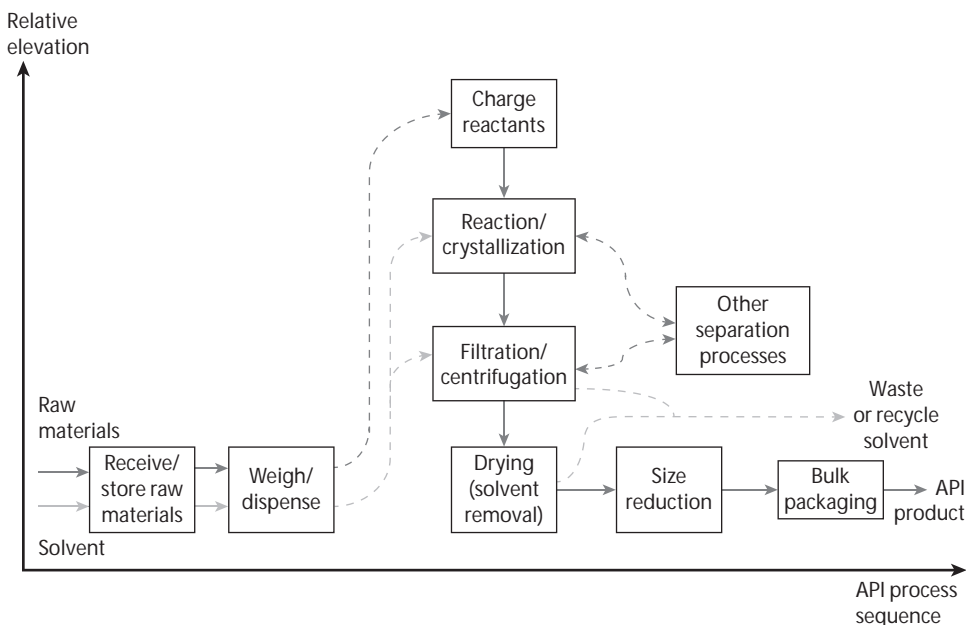 Relative
elevation
Charge
reactants
Reaction/
crystallization
Other
separation
processes
Filtration/
centrifugation
Waste
or recycle
solvent
Raw
materials
Receive/
store raw
materials
Weigh/
dispense
Drying
(solvent
removal)
Size
reduction
Bulk
packaging
API
product
Solvent
API process
sequence